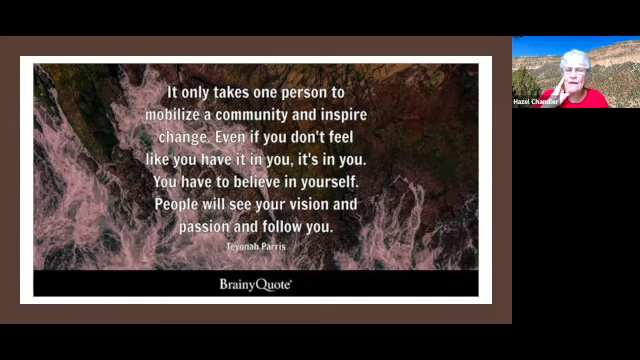 It only takes one person to
mobilize a community and inspire
change. Even if you don't feel
like you have it in you, it's in you.
You have to believe in yourself.
People will see your vision and
passion and follow you.
Teyonah Parris
BrainyQuote®
Hazel Chandler